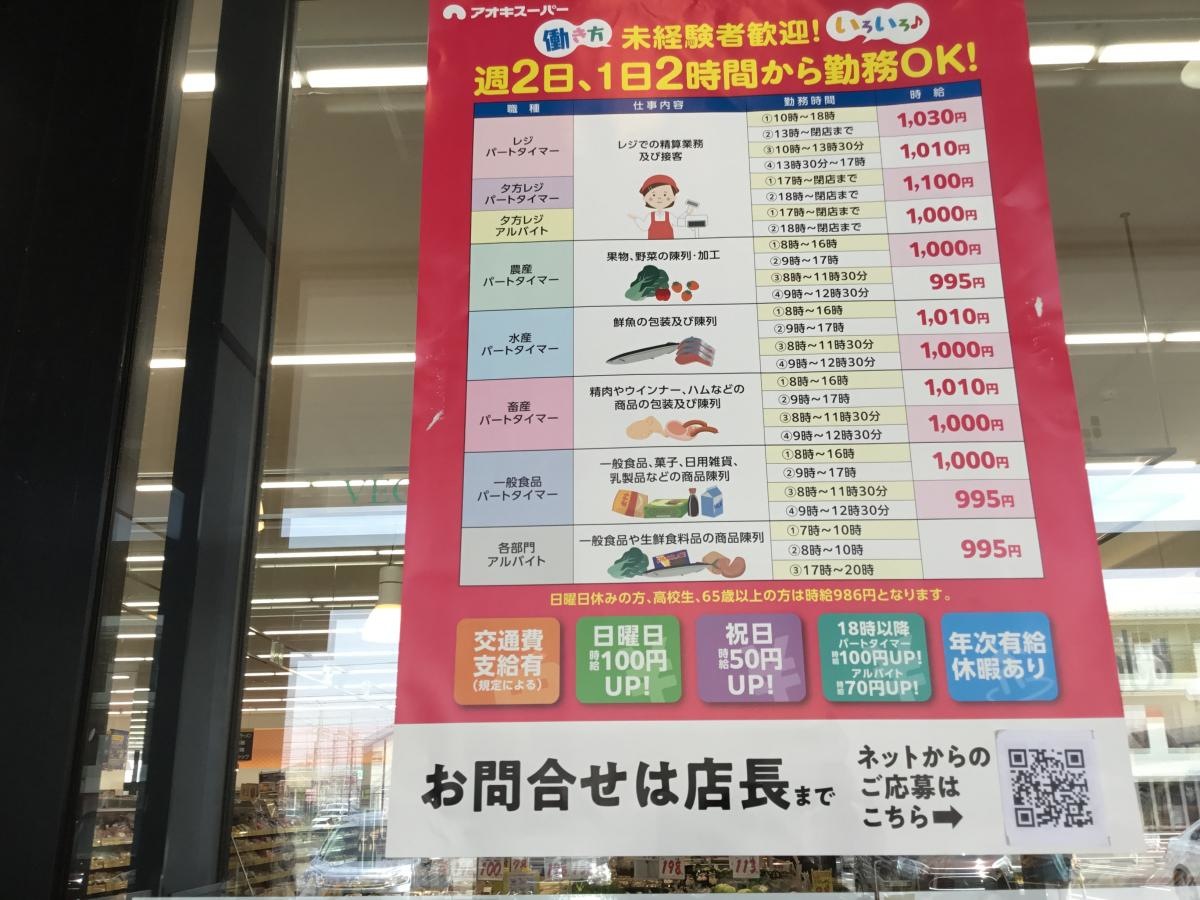 アオキスーパー
働き方
未経験者歓迎!
いろいろ♪
週2日、1日2時間から勤務OK!
職種 仕事内容 勤務時間 時給
レジ
パートタイマー
レジでの精算業務
及び接客
①10時〜18時
②13時〜閉店まで
1,030円
③10時〜13時30分
④13時30分〜17時
1,010円
夕方レジ
パートタイマー
①17時〜閉店まで
②18時〜閉店まで
1,100円
夕方レジ
アルバイト
①17時〜閉店まで
②18時〜閉店まで
1,000円
農産
パートタイマー
果物、野菜の陳列・加工
①8時〜16時
②9時〜17時
1,000円
③8時〜11時30分
④9時〜12時30分
995円
水産
パートタイマー
鮮魚の包装及び陳列
①8時〜16時
②9時〜17時
1,010円
③8時〜11時30分
④9時〜12時30分
1,000円
畜産
パートタイマー
精肉やウインナー、ハムなどの
商品の包装及び陳列
①8時〜16時
②9時〜17時
1,010円
③8時〜11時30分
④9時〜12時30分
1,000円
一般食品
パートタイマー
一般食品、菓子、日用雑貨、
乳製品などの商品陳列
①8時〜16時
②9時〜17時
1,000円
③8時〜11時30分
④9時〜12時30分
995円
各部門
アルバイト
一般食品や生鮮食料品の商品陳列
①7時〜10時
②8時〜10時
③17時〜20時
995円
日曜日休みの方、高校生、65歳以上の方は時給986円となります。
交通費
支給有
(規定による)
日曜日
時給100円
UP!
祝日
時給50円
UP!
18時以降
パートタイマー
時給100円UP!
アルバイト
時給70円UP!
年次有給
休暇あり
お問合せは店長まで
ネットからの
ご応募は
こちら➡
100
198
113